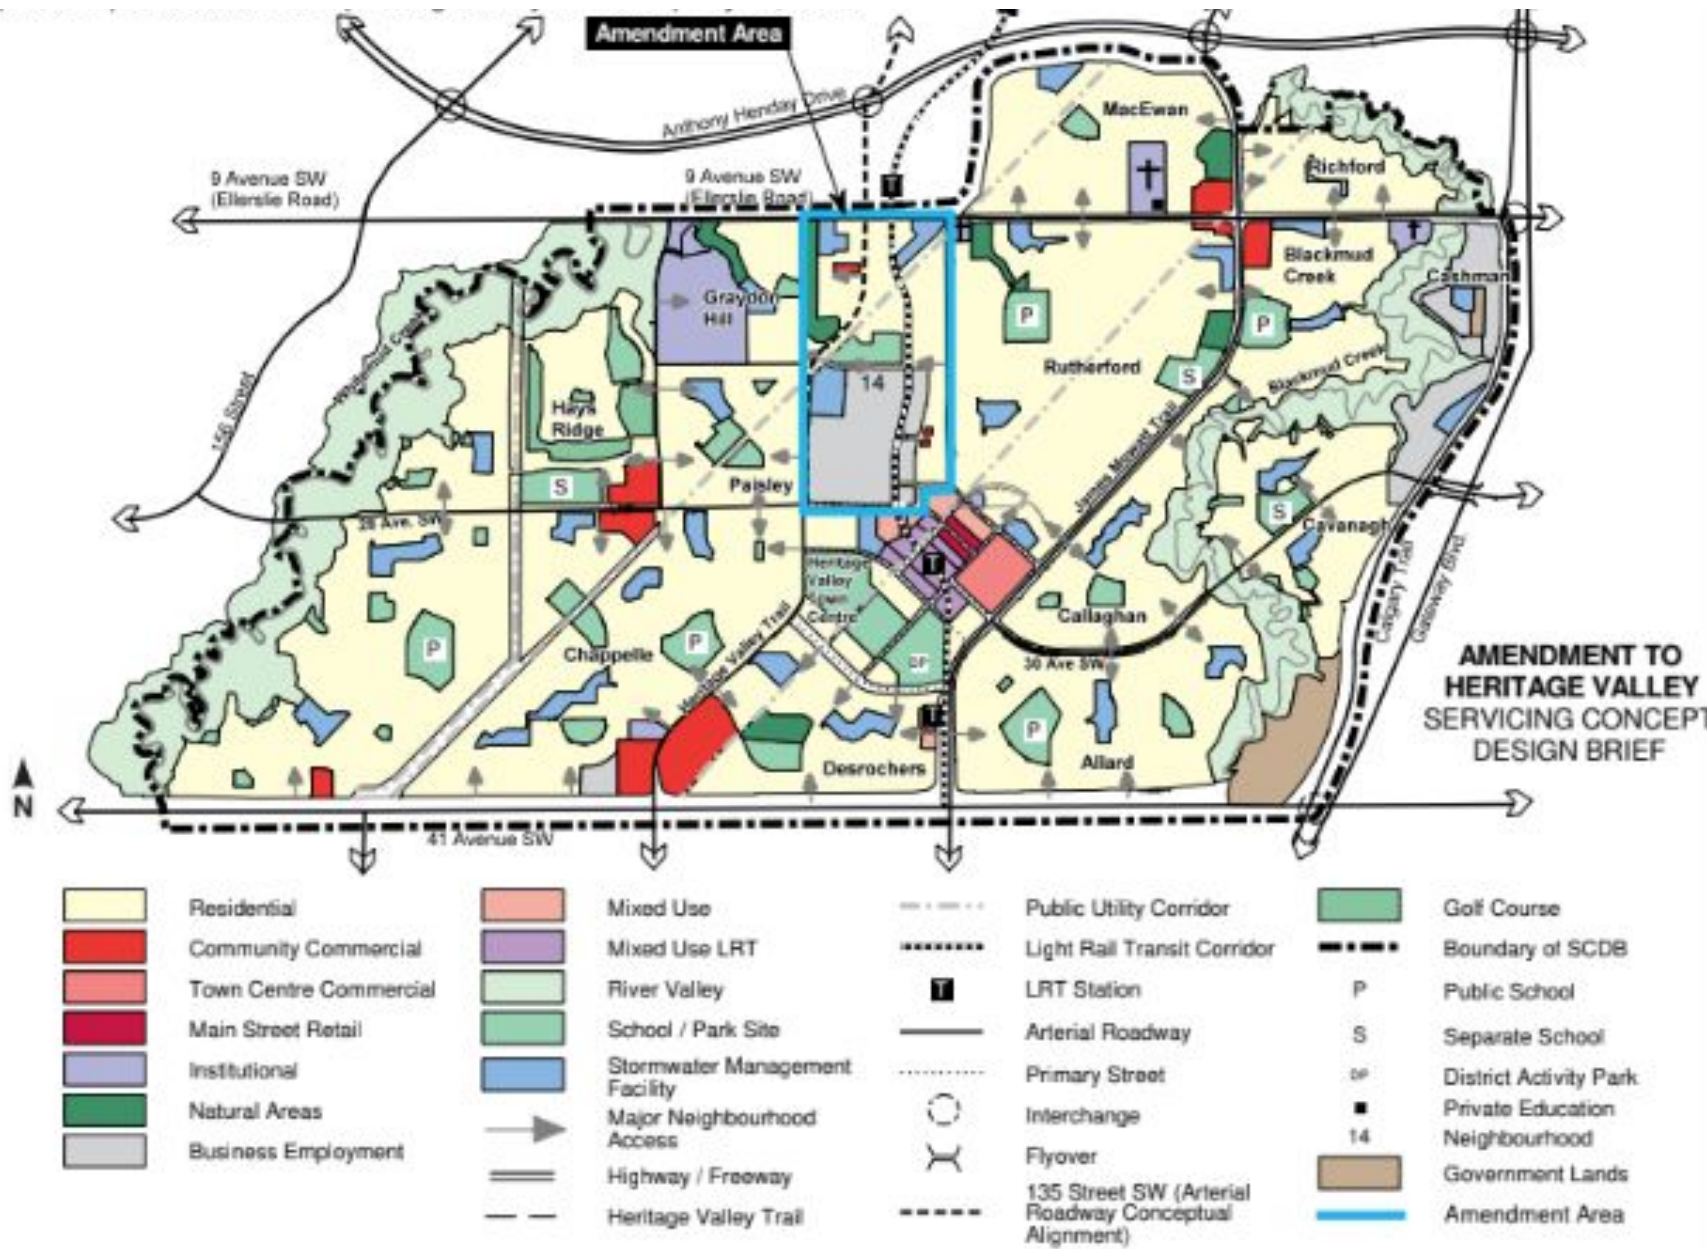 Amendment Area
Anthony Henday Drive
9 Avenue SW
(Ellerslie Road)
9 Avenue SW
(Ellerslie Road)
T
MacEwan
Richford
Blackmud
Creek
Cashman
Graydon
Hill
P
P
Rutherford
S
Blackmud Creek
Whitemud Creek
156 Street
Hays
Ridge
14
James Mowatt Trail
S
Paisley
28 Ave. SW
S
Cavanagh
T
Heritage
Valley
Town
Centre
Callaghan
Calgary Trail
Gateway Blvd.
P
Chappelle
P
Heritage Valley Trail
DP
30 Ave SW
T
P
Desrochers
Allard
41 Avenue SW
N
AMENDMENT TO
HERITAGE VALLEY
SERVICING CONCEPT
DESIGN BRIEF
Residential
Community Commercial
Town Centre Commercial
Main Street Retail
Institutional
Natural Areas
Business Employment
Mixed Use
Mixed Use LRT
River Valley
School / Park Site
Stormwater Management
Facility
Major Neighbourhood
Access
Highway / Freeway
Heritage Valley Trail
Public Utility Corridor
Light Rail Transit Corridor
T LRT Station
Arterial Roadway
Primary Street
Interchange
Flyover
135 Street SW (Arterial
Roadway Conceptual
Alignment)
Golf Course
Boundary of SCDB
P Public School
S Separate School
DP District Activity Park
Private Education
14 Neighbourhood
Government Lands
Amendment Area